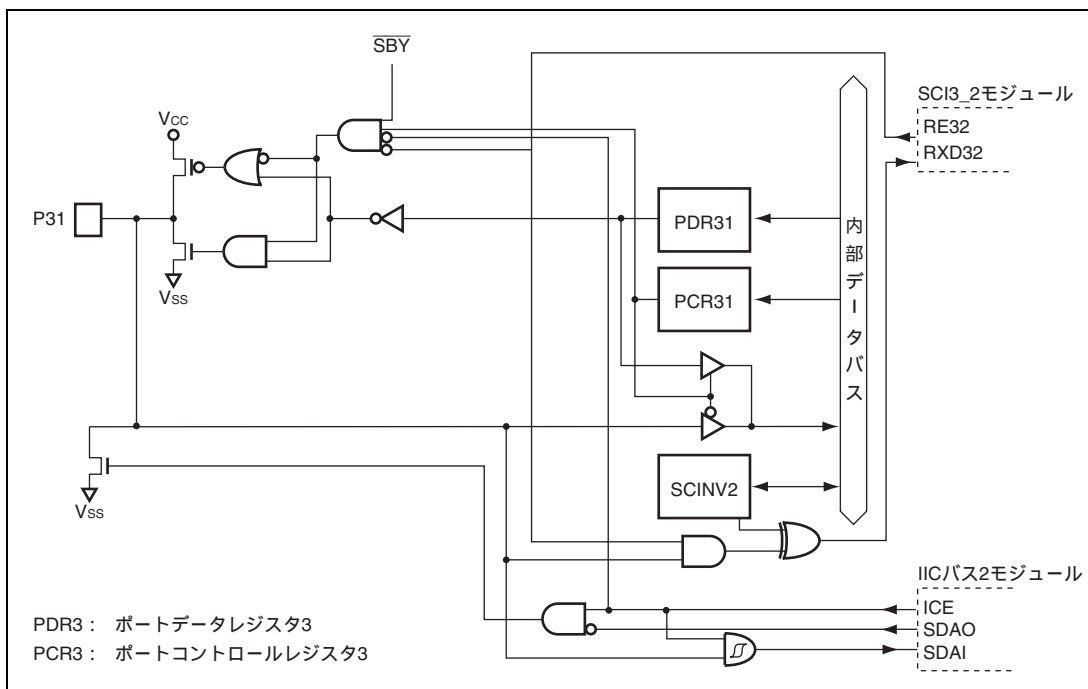 SBY
SCI3_2モジュール
RE32
RXD32
VCC
P31
VSS
PDR31
PCR31
内部データバス
SCINV2
VSS
IICバス2モジュール
ICE
SDAO
SDAI
PDR3： ポートデータレジスタ3
PCR3： ポートコントロールレジスタ3